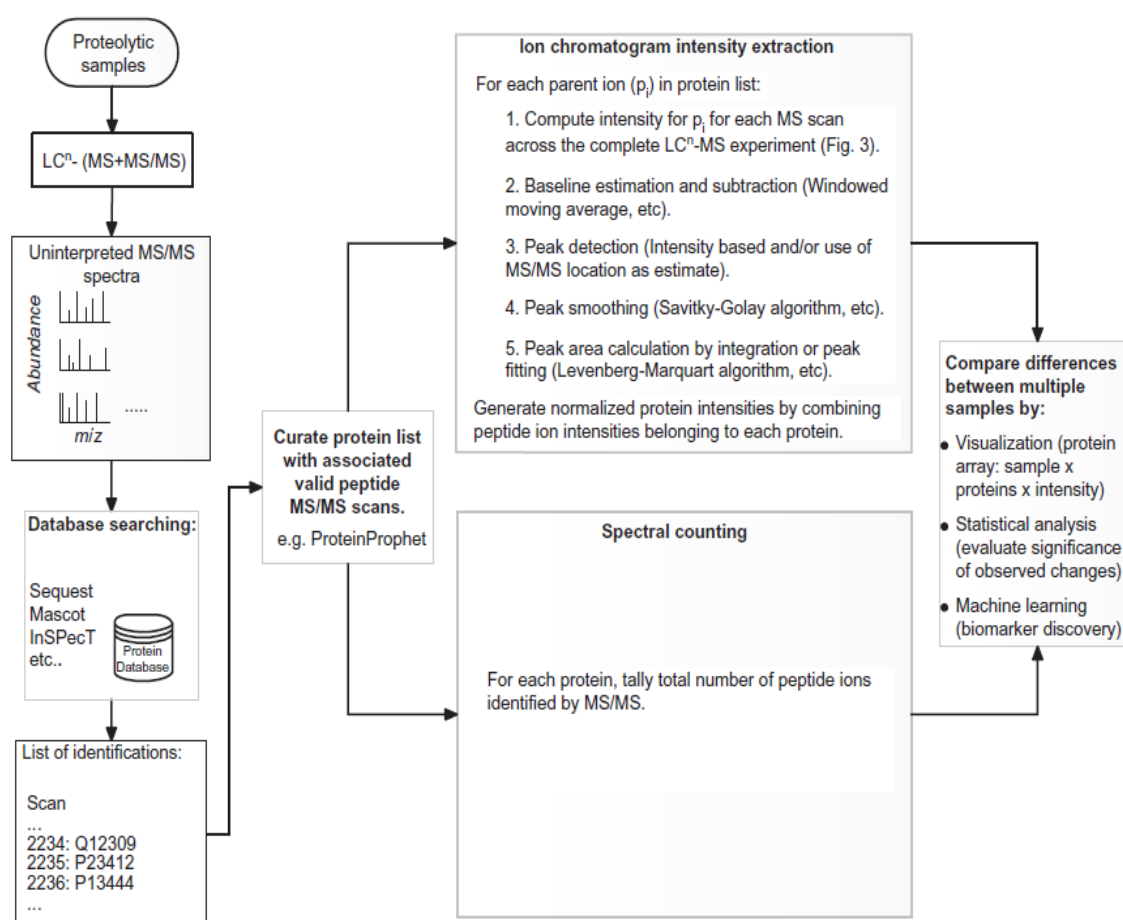 Proteolytic
samples
LCⁿ- (MS+MS/MS)
Uninterpreted MS/MS
spectra
Abundance
.....
miz
Database searching:
Sequest
Mascot
InSPecT
etc..
Protein
Database
List of identifications:
Scan
...
2234: Q12309
2235: P23412
2236: P13444
...
Curate protein list
with associated
valid peptide
MS/MS scans.
e.g. ProteinProphet
Ion chromatogram intensity extraction
For each parent ion (pᵢ) in protein list:
1. Compute intensity for pᵢ for each MS scan
across the complete LCⁿ-MS experiment (Fig. 3).
2. Baseline estimation and subtraction (Windowed
moving average, etc).
3. Peak detection (Intensity based and/or use of
MS/MS location as estimate).
4. Peak smoothing (Savitky-Golay algorithm, etc).
5. Peak area calculation by integration or peak
fitting (Levenberg-Marquart algorithm, etc).
Generate normalized protein intensities by combining
peptide ion intensities belonging to each protein.
Spectral counting
For each protein, tally total number of peptide ions
identified by MS/MS.
Compare differences
between multiple
samples by:
● Visualization (protein
array: sample x
proteins x intensity)
● Statistical analysis
(evaluate significance
of observed changes)
● Machine learning
(biomarker discovery)